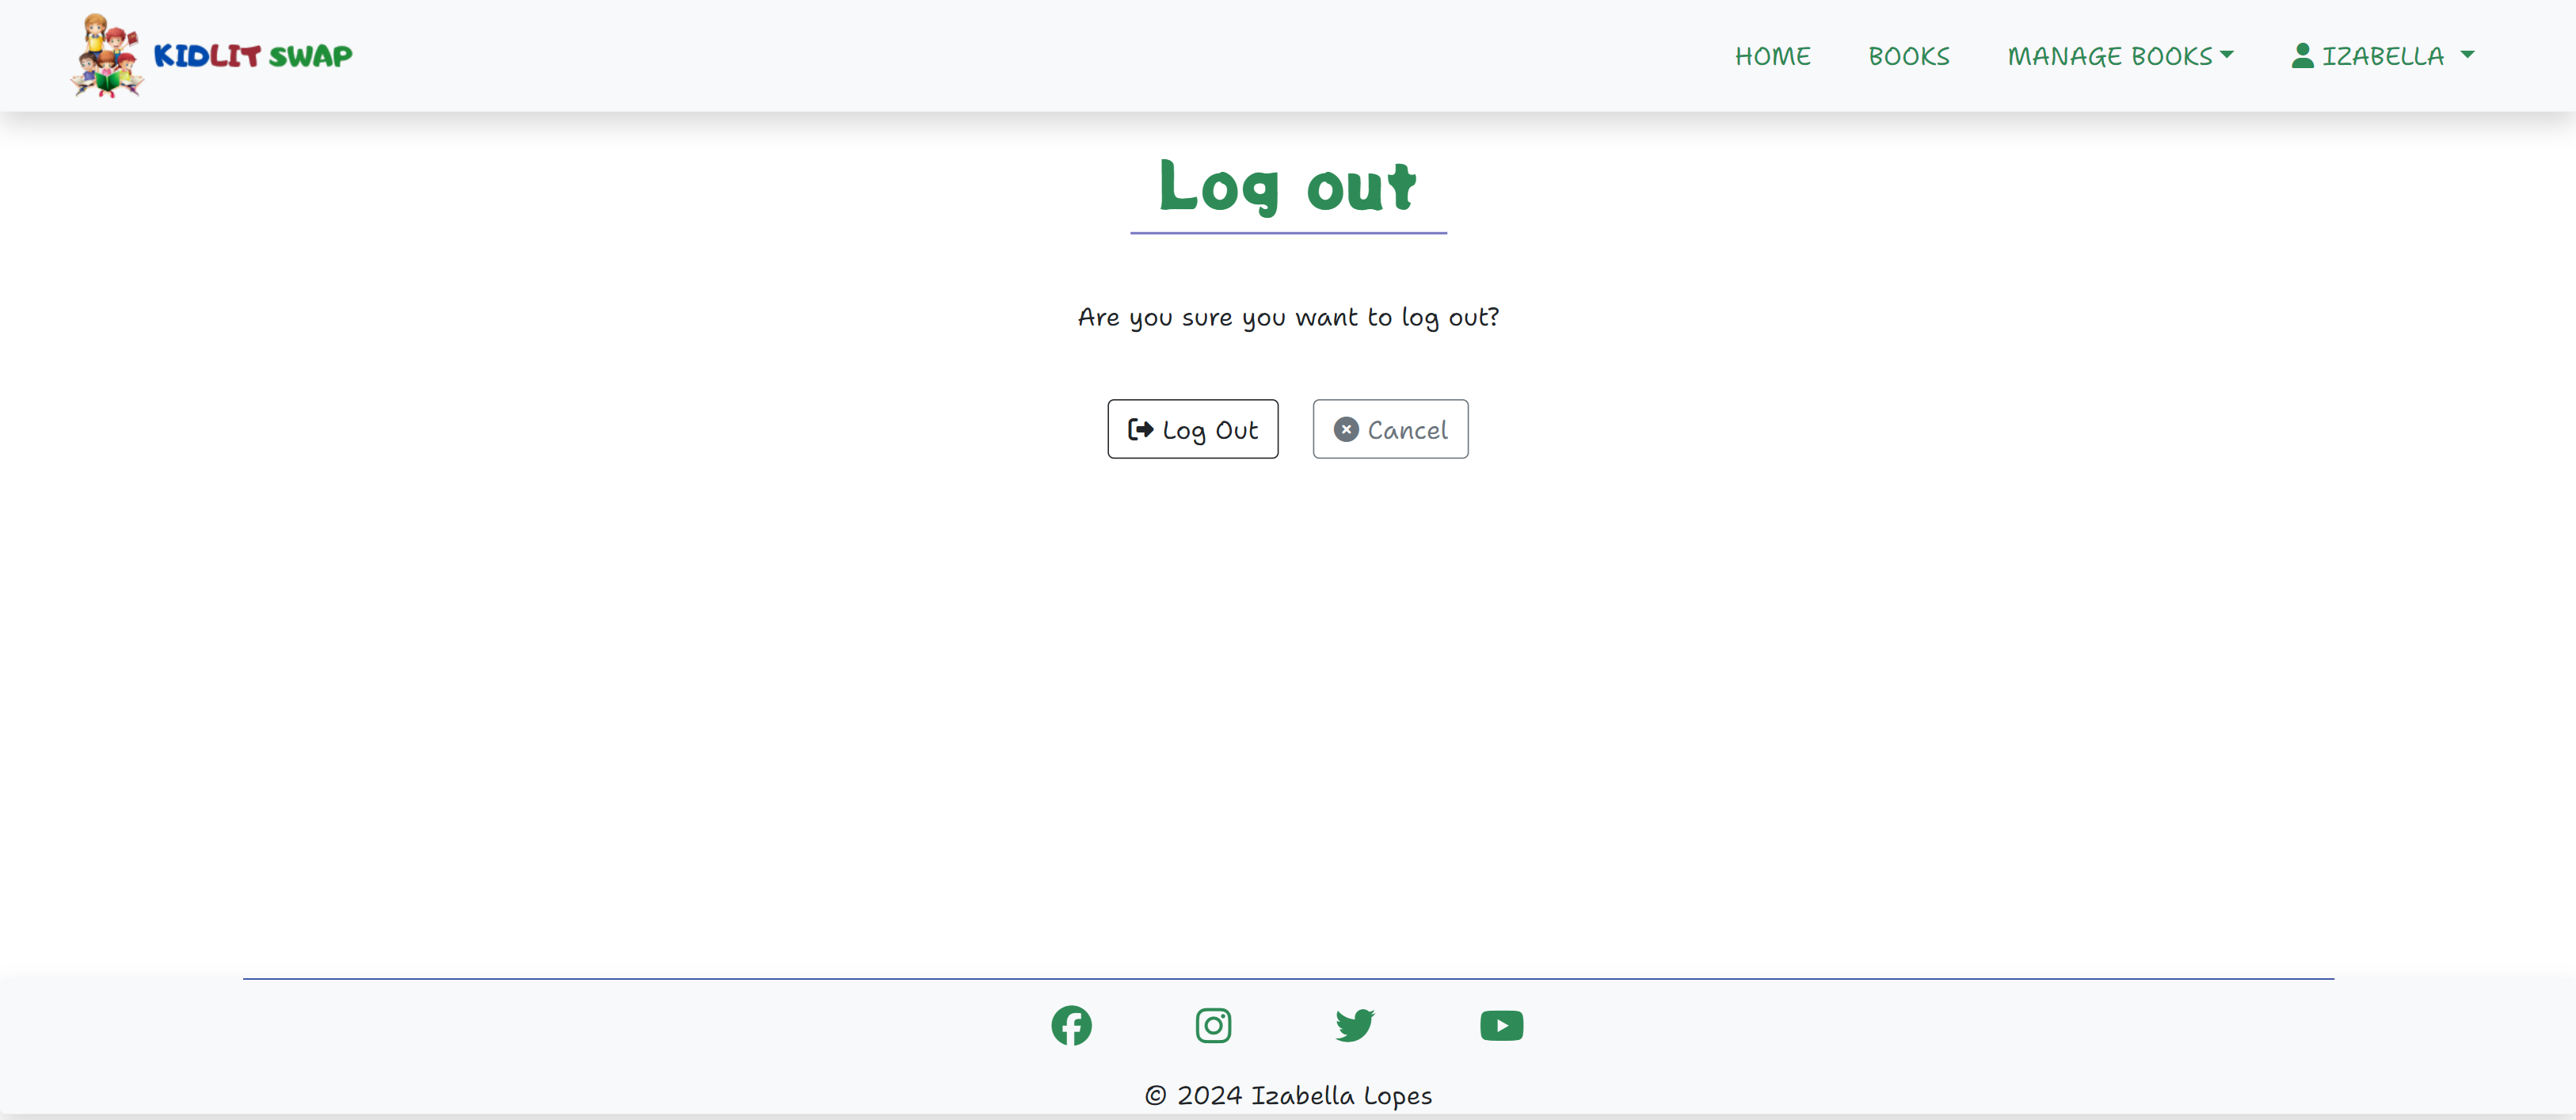 KIDLIT SWAP
HOME BOOKS MANAGE BOOKS IZABELLA
Log out
Are you sure you want to log out?
Log Out Cancel
© 2024 Izabella Lopes